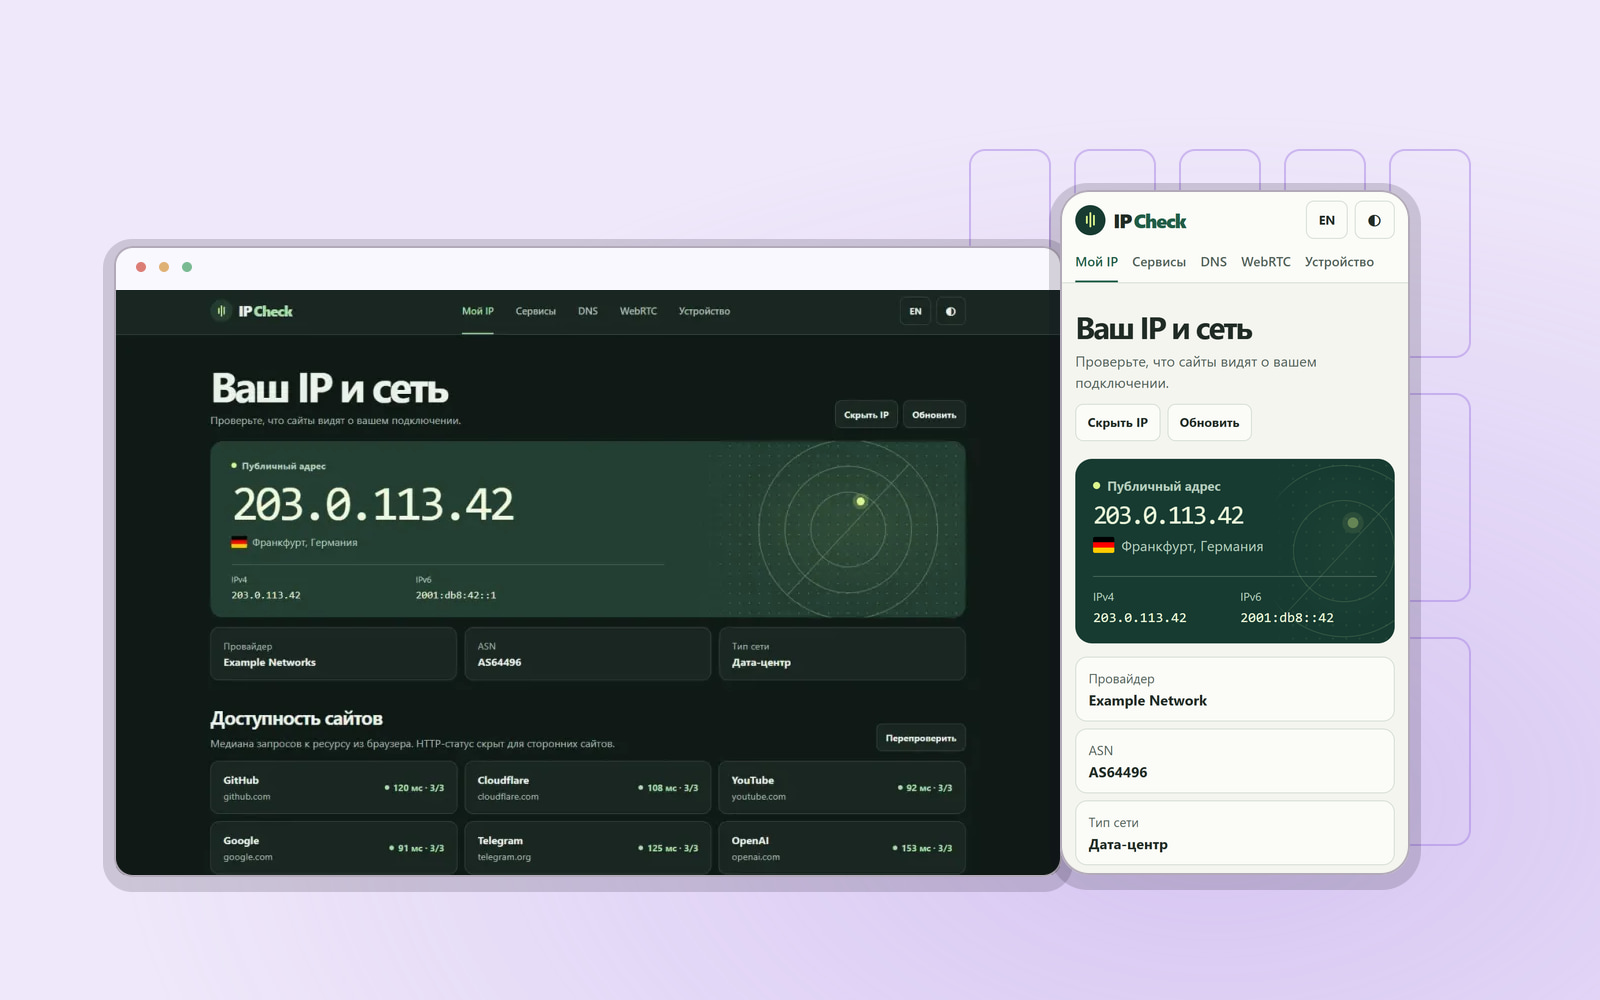 IP Check
Мой IP
Сервисы
DNS
WebRTC
Устройство
EN
Ваш IP и сеть
Проверьте, что сайты видят о вашем подключении.
Скрыть IP
Обновить
Публичный адрес
203.0.113.42
Франкфурт, Германия
IPv4
203.0.113.42
IPv6
2001:db8:42::1
Провайдер
Example Networks
ASN
AS64496
Тип сети
Дата-центр
Доступность сайтов
Медиана запросов к ресурсу из браузера. HTTP-статус скрыт для сторонних сайтов.
Перепроверить
GitHub
github.com
120 мс · 3/3
Cloudflare
cloudflare.com
108 мс · 3/3
YouTube
youtube.com
92 мс · 3/3
Google
google.com
91 мс · 3/3
Telegram
telegram.org
125 мс · 3/3
OpenAI
openai.com
153 мс · 3/3
IP Check
EN
Мой IP
Сервисы
DNS
WebRTC
Устройство
Ваш IP и сеть
Проверьте, что сайты видят о вашем
подключении.
Скрыть IP
Обновить
Публичный адрес
203.0.113.42
Франкфурт, Германия
IPv4
203.0.113.42
IPv6
2001:db8::42
Провайдер
Example Network
ASN
AS64496
Тип сети
Дата-центр